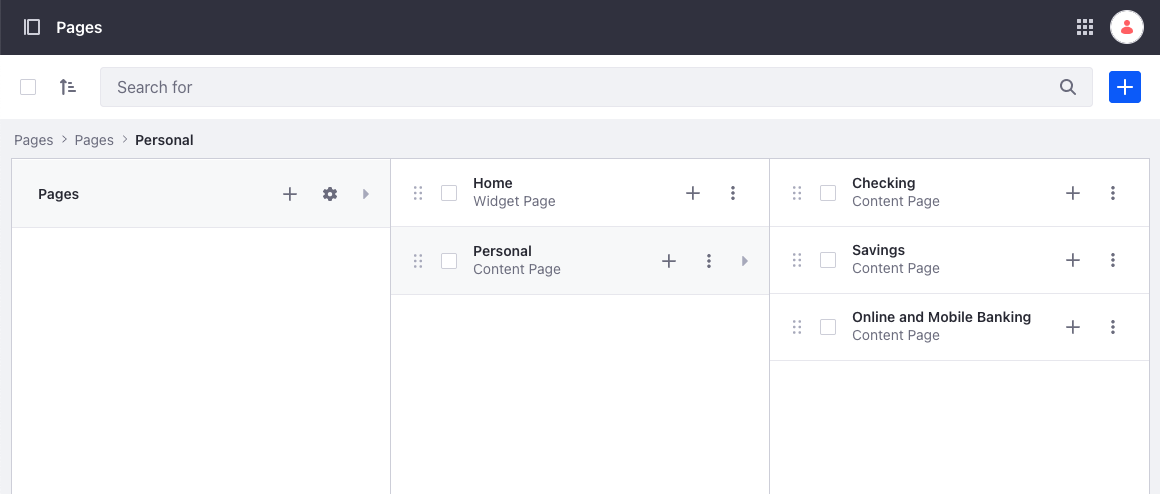 Pages
Search for
Pages > Pages > Personal
Pages
Home
Widget Page
Personal
Content Page
Checking
Content Page
Savings
Content Page
Online and Mobile Banking
Content Page